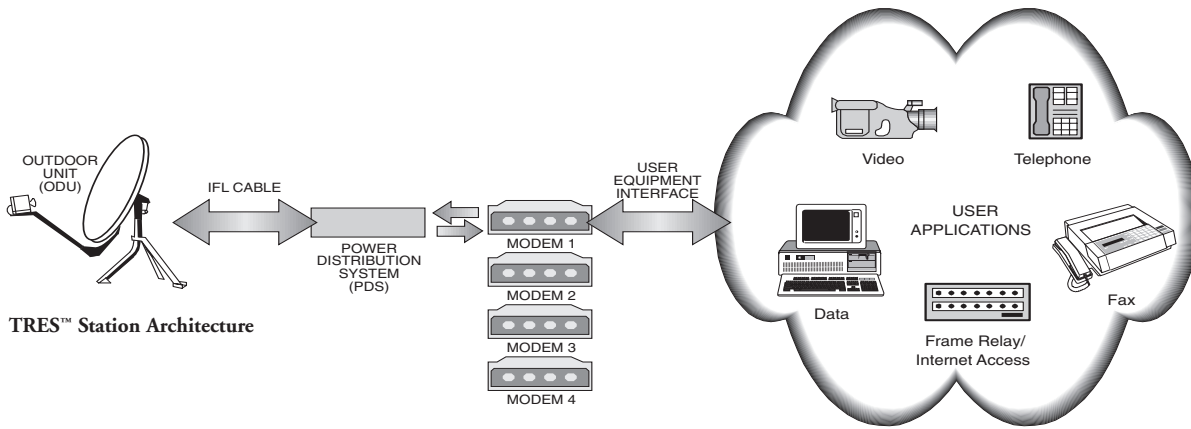 OUTDOOR
UNIT
(ODU)
IFL CABLE
POWER
DISTRIBUTION
SYSTEM
(PDS)
MODEM 1
MODEM 2
MODEM 3
MODEM 4
USER
EQUIPMENT
INTERFACE
Video
Telephone
USER
APPLICATIONS
Data
Fax
Frame Relay/
Internet Access
TRES™ Station Architecture